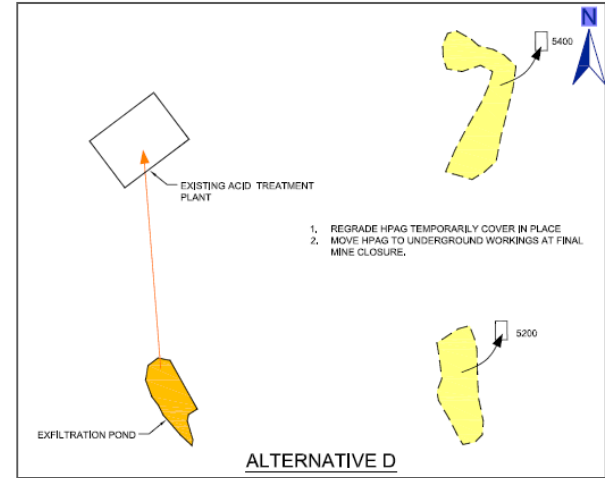 N
5400
EXISTING ACID TREATMENT
PLANT
1. REGRADE HPAG TEMPORARILY COVER IN PLACE
2. MOVE HPAG TO UNDERGROUND WORKINGS AT FINAL
MINE CLOSURE.
5200
EXFILTRATION POND
ALTERNATIVE D